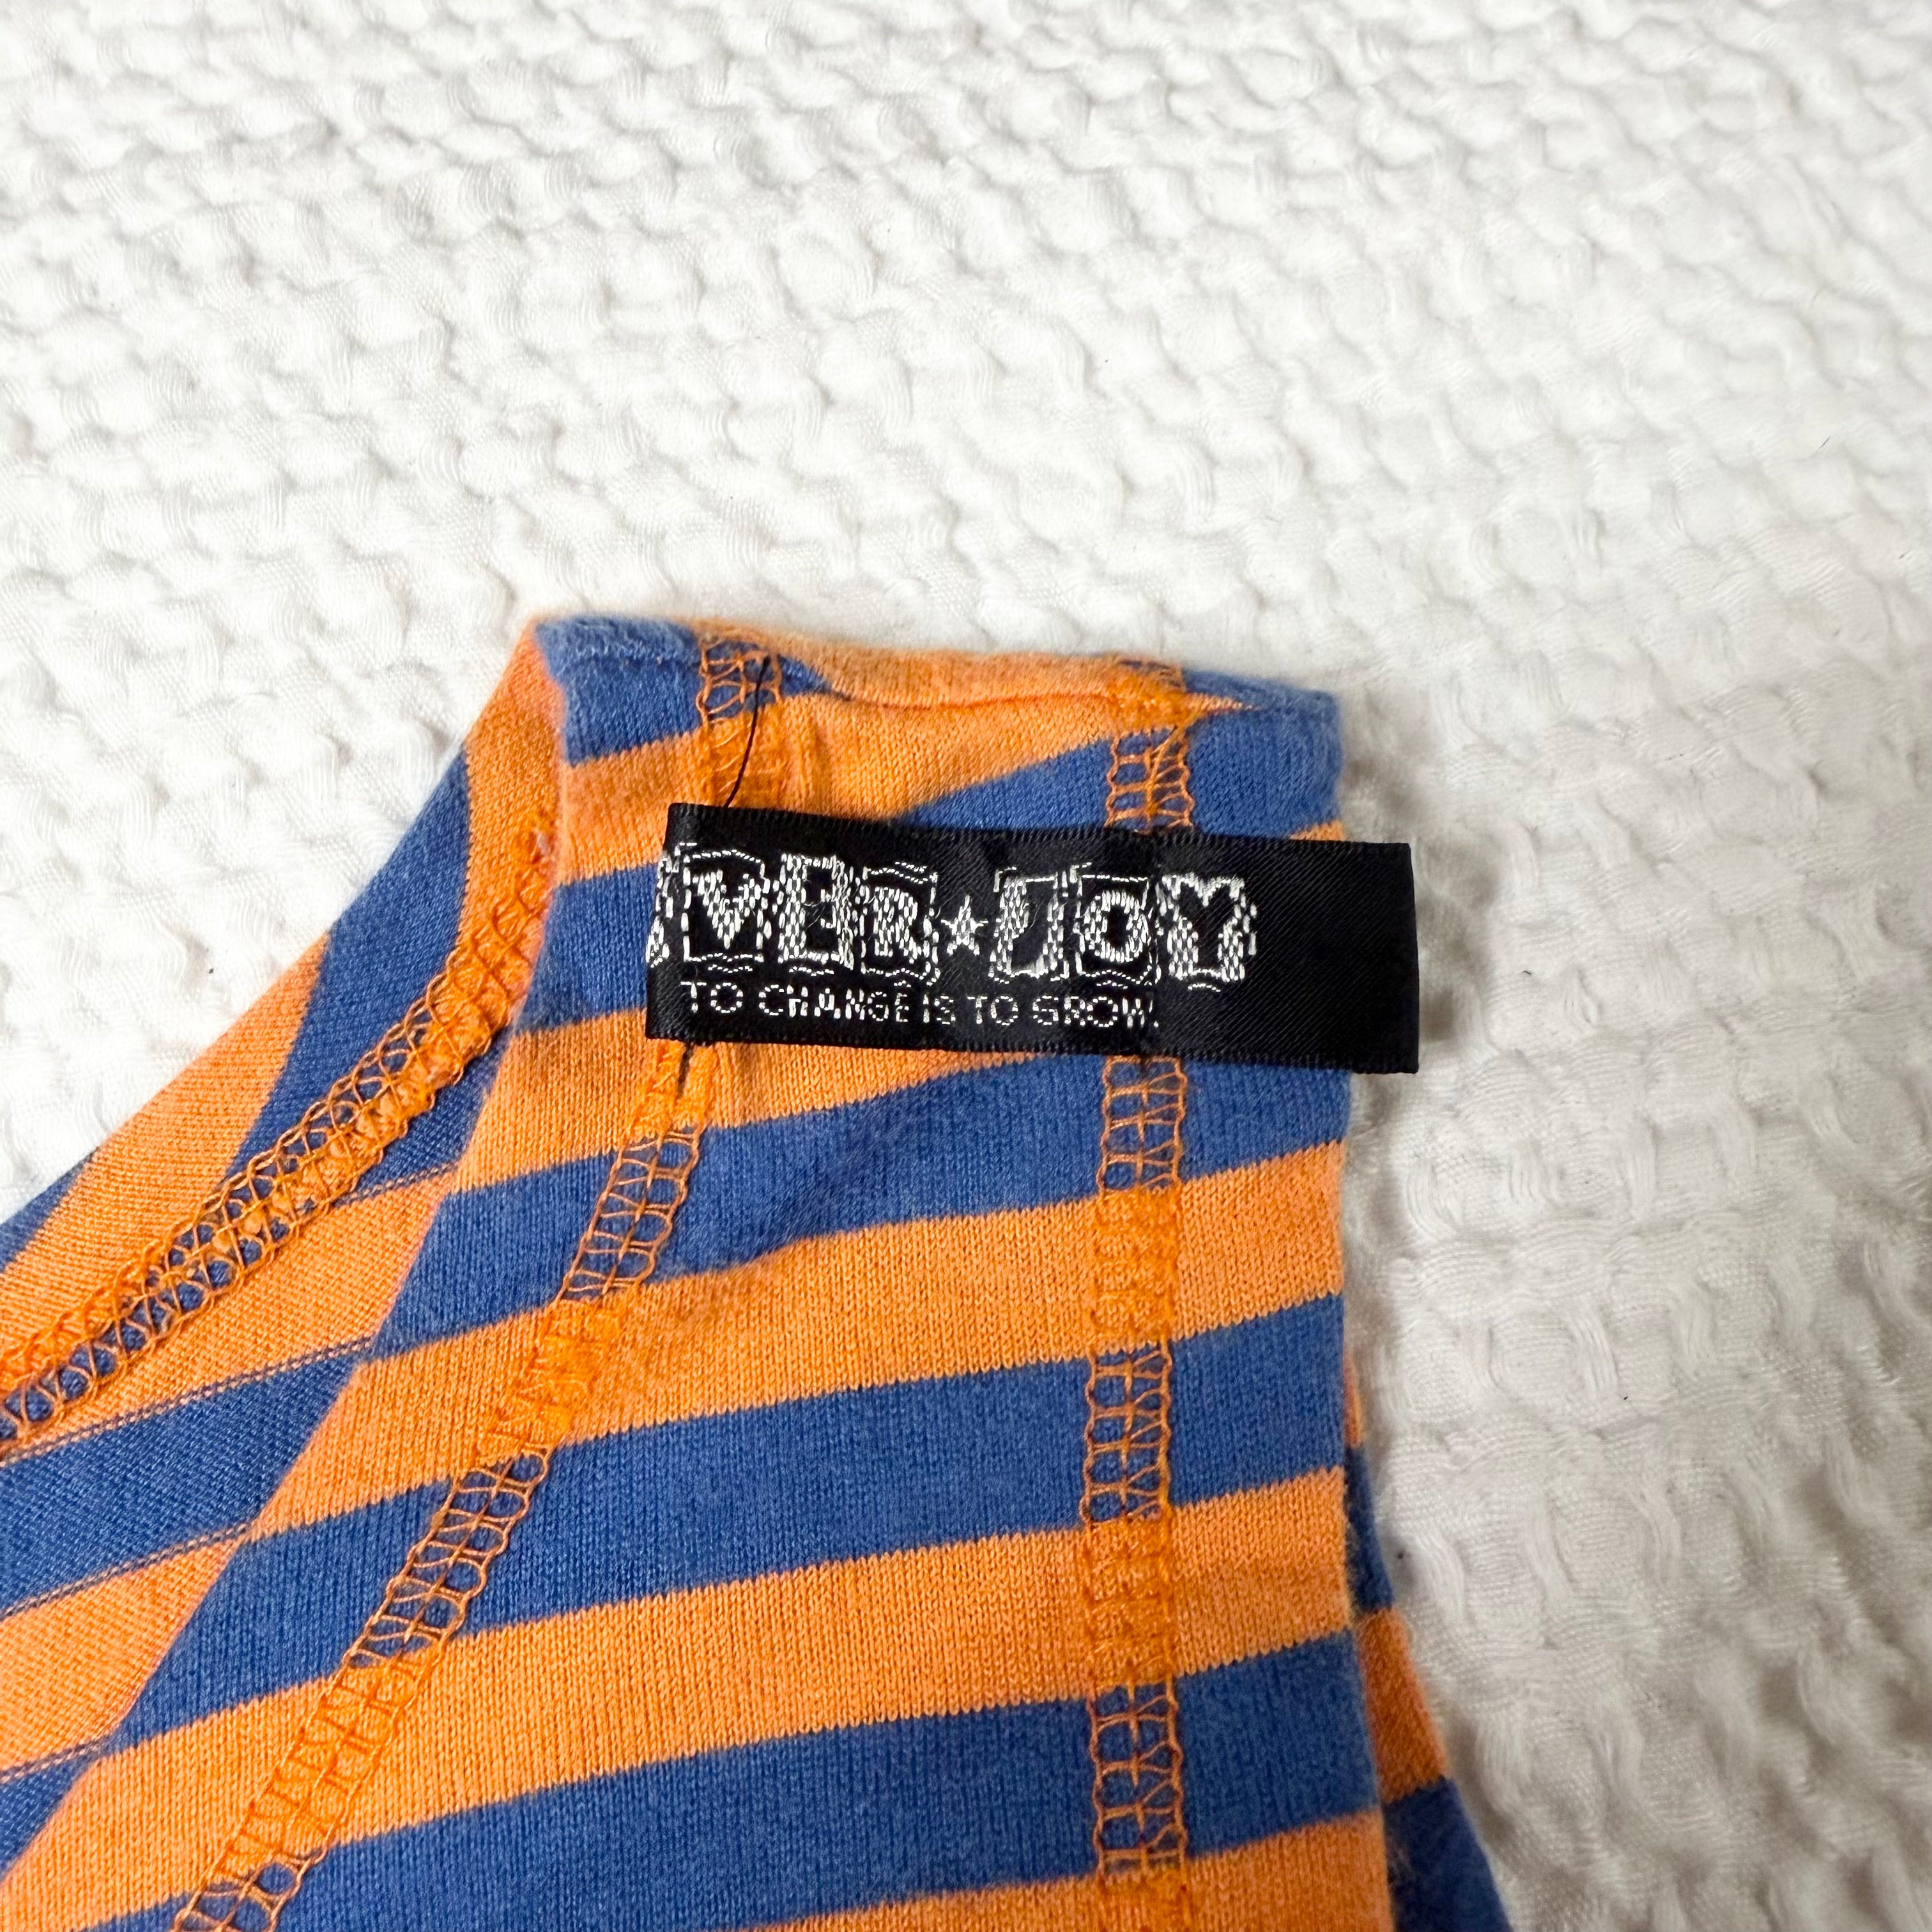 VER★JOY
TO CHANGE IS TO GROW.